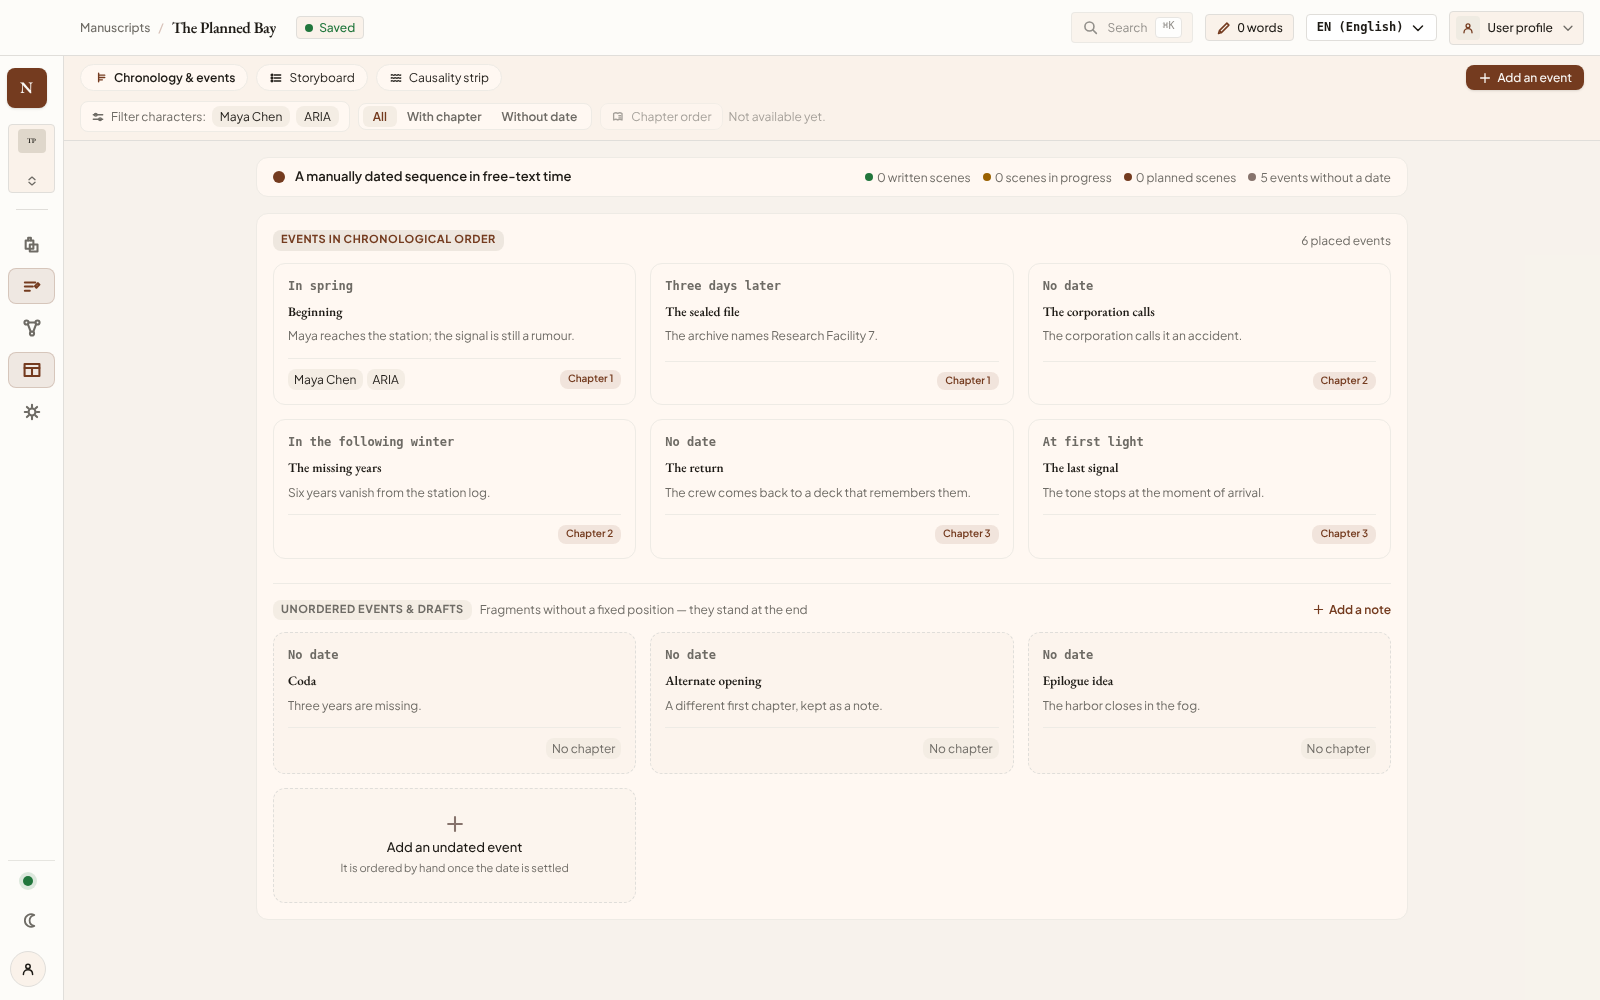 Manuscripts / The Planned Bay
Saved
Search ⌘K
0 words
EN (English)
User profile
N
TP
Chronology & events
Storyboard
Causality strip
Add an event
Filter characters: Maya Chen ARIA
All With chapter Without date
Chapter order Not available yet.
A manually dated sequence in free-text time
0 written scenes 0 scenes in progress 0 planned scenes 5 events without a date
EVENTS IN CHRONOLOGICAL ORDER
6 placed events
In spring
Beginning
Maya reaches the station; the signal is still a rumour.
Maya Chen ARIA Chapter 1
Three days later
The sealed file
The archive names Research Facility 7.
Chapter 1
No date
The corporation calls
The corporation calls it an accident.
Chapter 2
In the following winter
The missing years
Six years vanish from the station log.
Chapter 2
No date
The return
The crew comes back to a deck that remembers them.
Chapter 3
At first light
The last signal
The tone stops at the moment of arrival.
Chapter 3
UNORDERED EVENTS & DRAFTS Fragments without a fixed position — they stand at the end
Add a note
No date
Coda
Three years are missing.
No chapter
No date
Alternate opening
A different first chapter, kept as a note.
No chapter
No date
Epilogue idea
The harbor closes in the fog.
No chapter
Add an undated event
It is ordered by hand once the date is settled